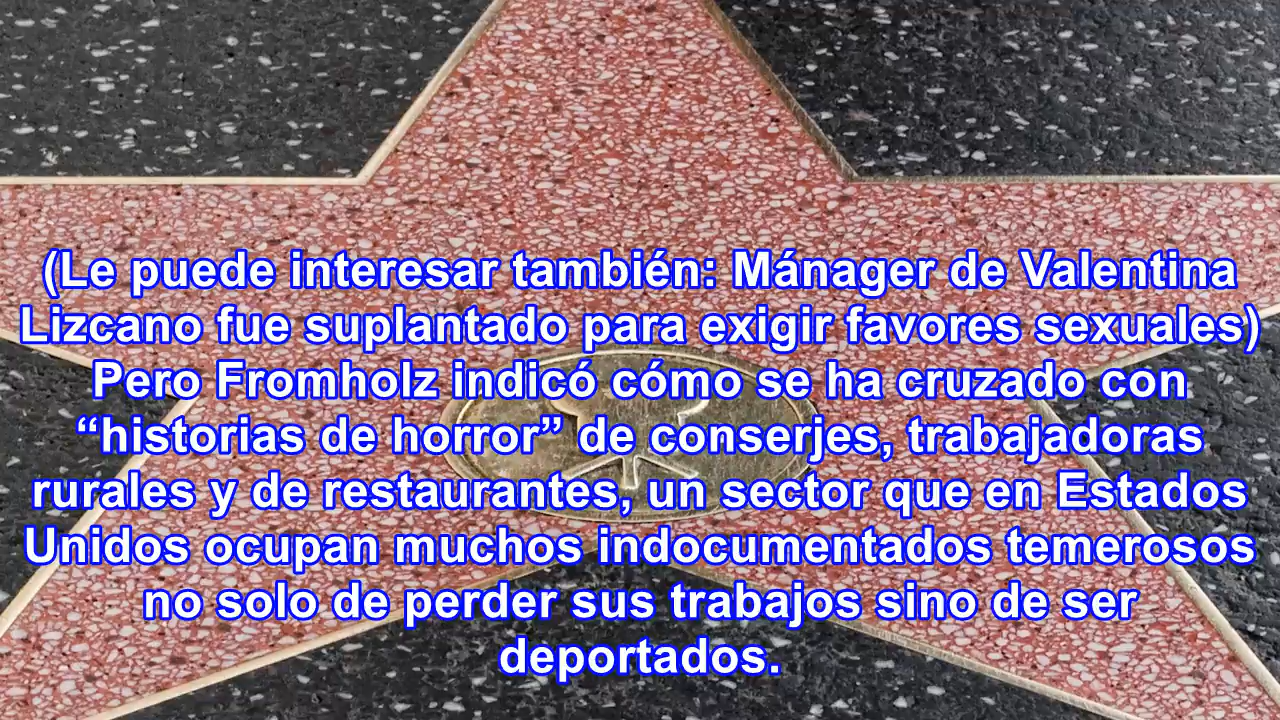 (Le puede interesar también: Mánager de Valentina
Lizcano fue suplantado para exigir favores sexuales)
Pero Fromholz indicó cómo se ha cruzado con
“historias de horror” de conserjes, trabajadoras
rurales y de restaurantes, un sector que en Estados
Unidos ocupan muchos indocumentados temerosos
no solo de perder sus trabajos sino de ser
deportados.